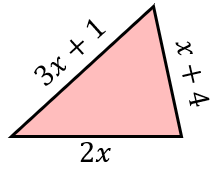 3x + 1
x + 4
2x